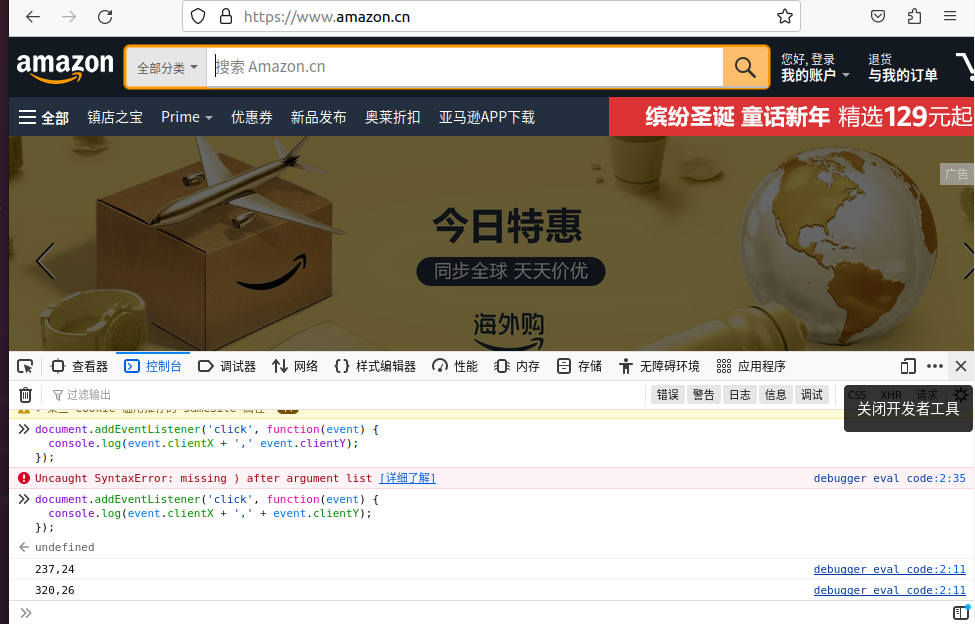 https://www.amazon.cn
amazon
全部分类
搜索 Amazon.cn
您好, 登录
我的账户
退货
与我的订单
全部
镇店之宝
Prime
优惠券
新品发布
奥莱折扣
亚马逊APP下载
缤纷圣诞 童话新年 精选129元起
广告
今日特惠
同步全球 天天价优
海外购
查看器
控制台
调试器
网络
样式编辑器
性能
内存
存储
无障碍环境
应用程序
过滤输出
错误
警告
日志
信息
调试
CSS
XHR
请求
关闭开发者工具
document.addEventListener('click', function(event) {
console.log(event.clientX + ',' event.clientY);
});
Uncaught SyntaxError: missing ) after argument list [详细了解]
debugger eval code:2:35
document.addEventListener('click', function(event) {
console.log(event.clientX + ',' + event.clientY);
});
undefined
237,24
debugger eval code:2:11
320,26
debugger eval code:2:11